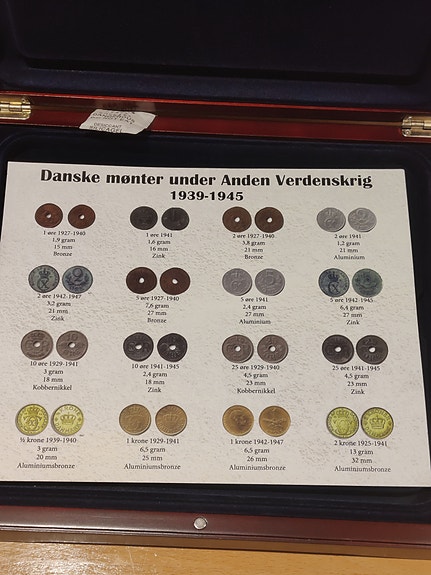 DESICCANT
SILICAGEL
Danske mønter under Anden Verdenskrig
1939-1945
1 øre 1927-1940
1,9 gram
15 mm
Bronze
1 øre 1941
1,6 gram
16 mm
Zink
2 øre 1927-1940
3,8 gram
21 mm
Bronze
2 øre 1941
1,2 gram
21 mm
Aluminium
2 øre 1942-1947
3,2 gram
21 mm
Zink
5 øre 1927-1940
7,6 gram
27 mm
Bronze
5 øre 1941
2,4 gram
27 mm
Aluminium
5 øre 1942-1945
6,4 gram
27 mm
Zink
10 øre 1929-1941
3 gram
18 mm
Kobbernikkel
10 øre 1941-1945
2,4 gram
18 mm
Zink
25 øre 1929-1940
4,5 gram
23 mm
Kobbernikkel
25 øre 1941-1945
4,5 gram
23 mm
Zink
½ krone 1939-1940
3 gram
20 mm
Aluminiumsbronze
1 krone 1929-1941
6,5 gram
25 mm
Aluminiumsbronze
1 krone 1942-1947
6,5 gram
26 mm
Aluminiumsbronze
2 krone 1925-1941
13 gram
32 mm
Aluminiumsbronze